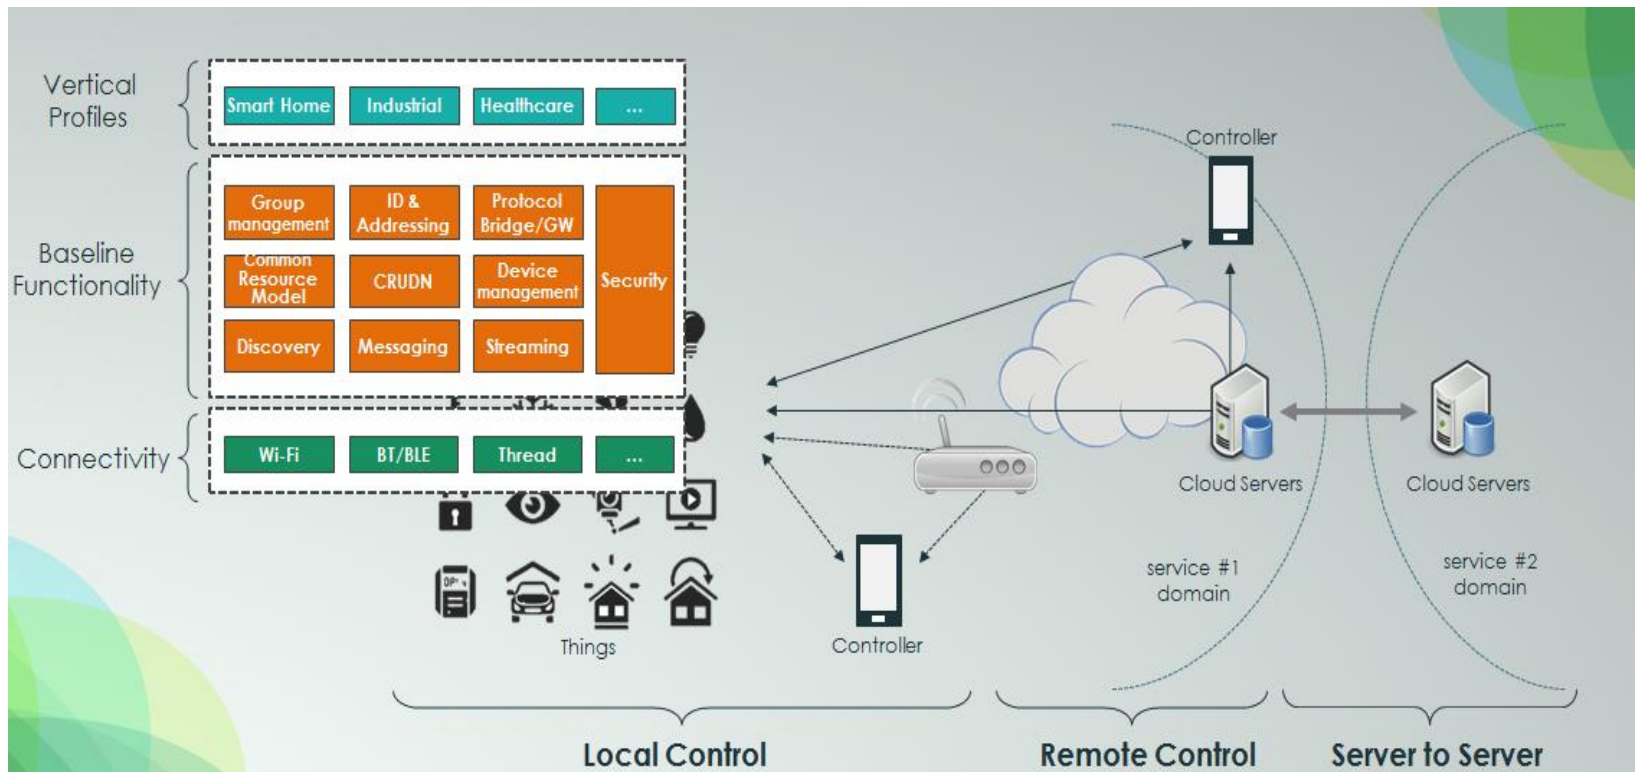 Vertical
Profiles
Smart Home
Industrial
Healthcare
...
Baseline
Functionality
Group
management
ID &
Addressing
Protocol
Bridge/GW
Common
Resource
Model
CRUDN
Device
management
Security
Discovery
Messaging
Streaming
Connectivity
Wi-Fi
BT/BLE
Thread
...
Things
Controller
Controller
Cloud Servers
Cloud Servers
service #1
domain
service #2
domain
Local Control
Remote Control
Server to Server